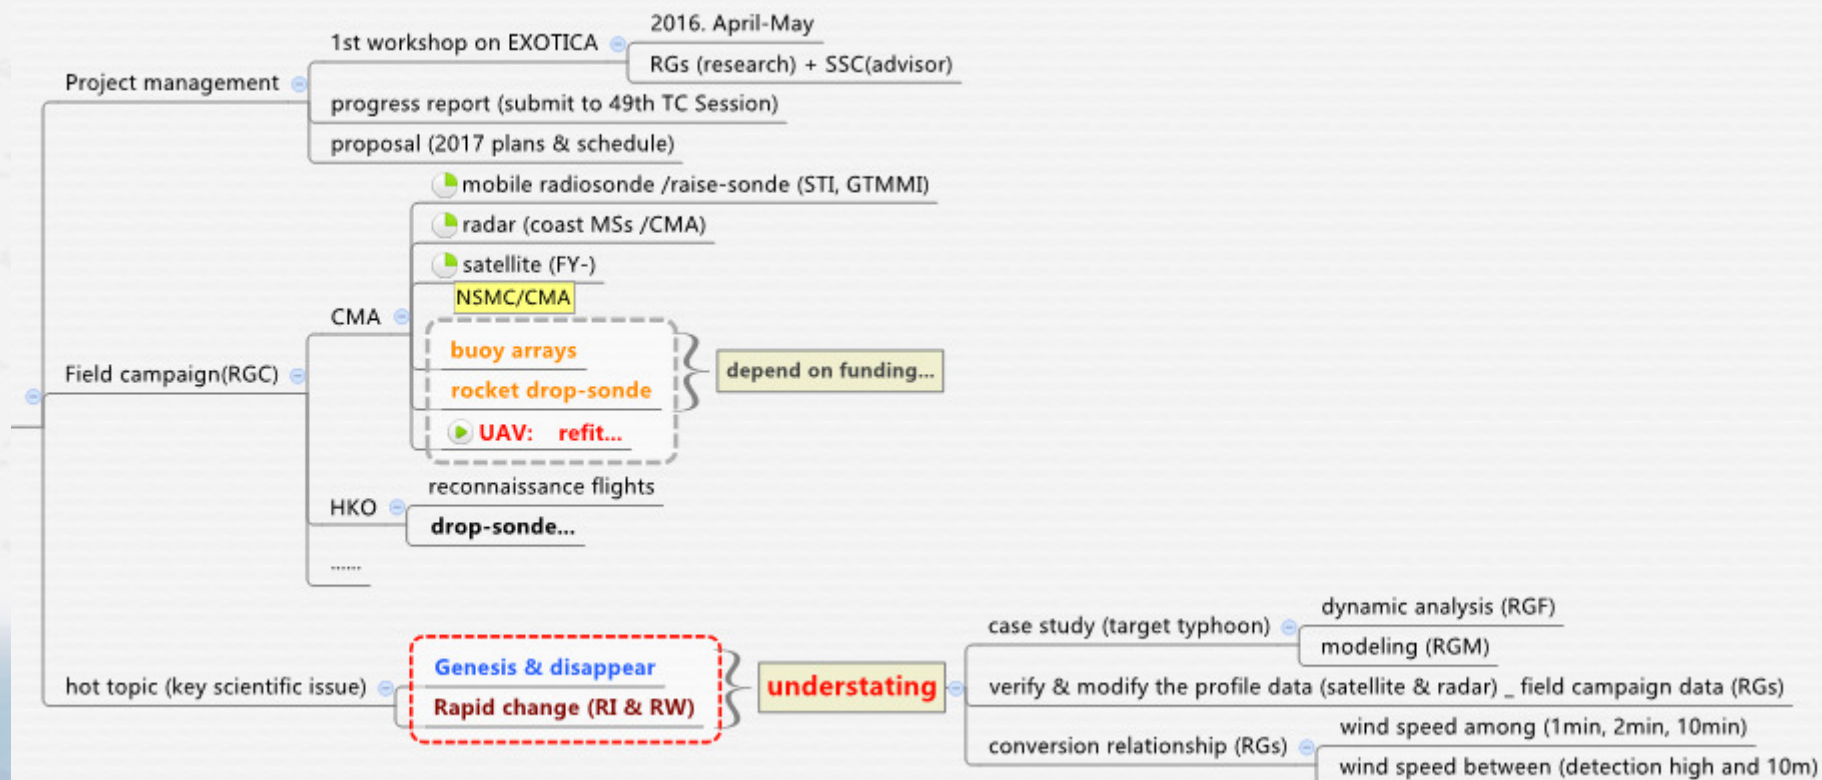 Project management
1st workshop on EXOTICA
2016. April-May
RGs (research) + SSC(advisor)
progress report (submit to 49th TC Session)
proposal (2017 plans & schedule)
Field campaign(RGC)
CMA
mobile radiosonde /raise-sonde (STI, GTMMI)
radar (coast MSs /CMA)
satellite (FY-)
NSMC/CMA
buoy arrays
rocket drop-sonde
UAV: refit...
depend on funding...
HKO
reconnaissance flights
drop-sonde...
......
hot topic (key scientific issue)
Genesis & disappear
Rapid change (RI & RW)
understating
case study (target typhoon)
dynamic analysis (RGF)
modeling (RGM)
verify & modify the profile data (satellite & radar) _ field campaign data (RGs)
conversion relationship (RGs)
wind speed among (1min, 2min, 10min)
wind speed between (detection high and 10m)